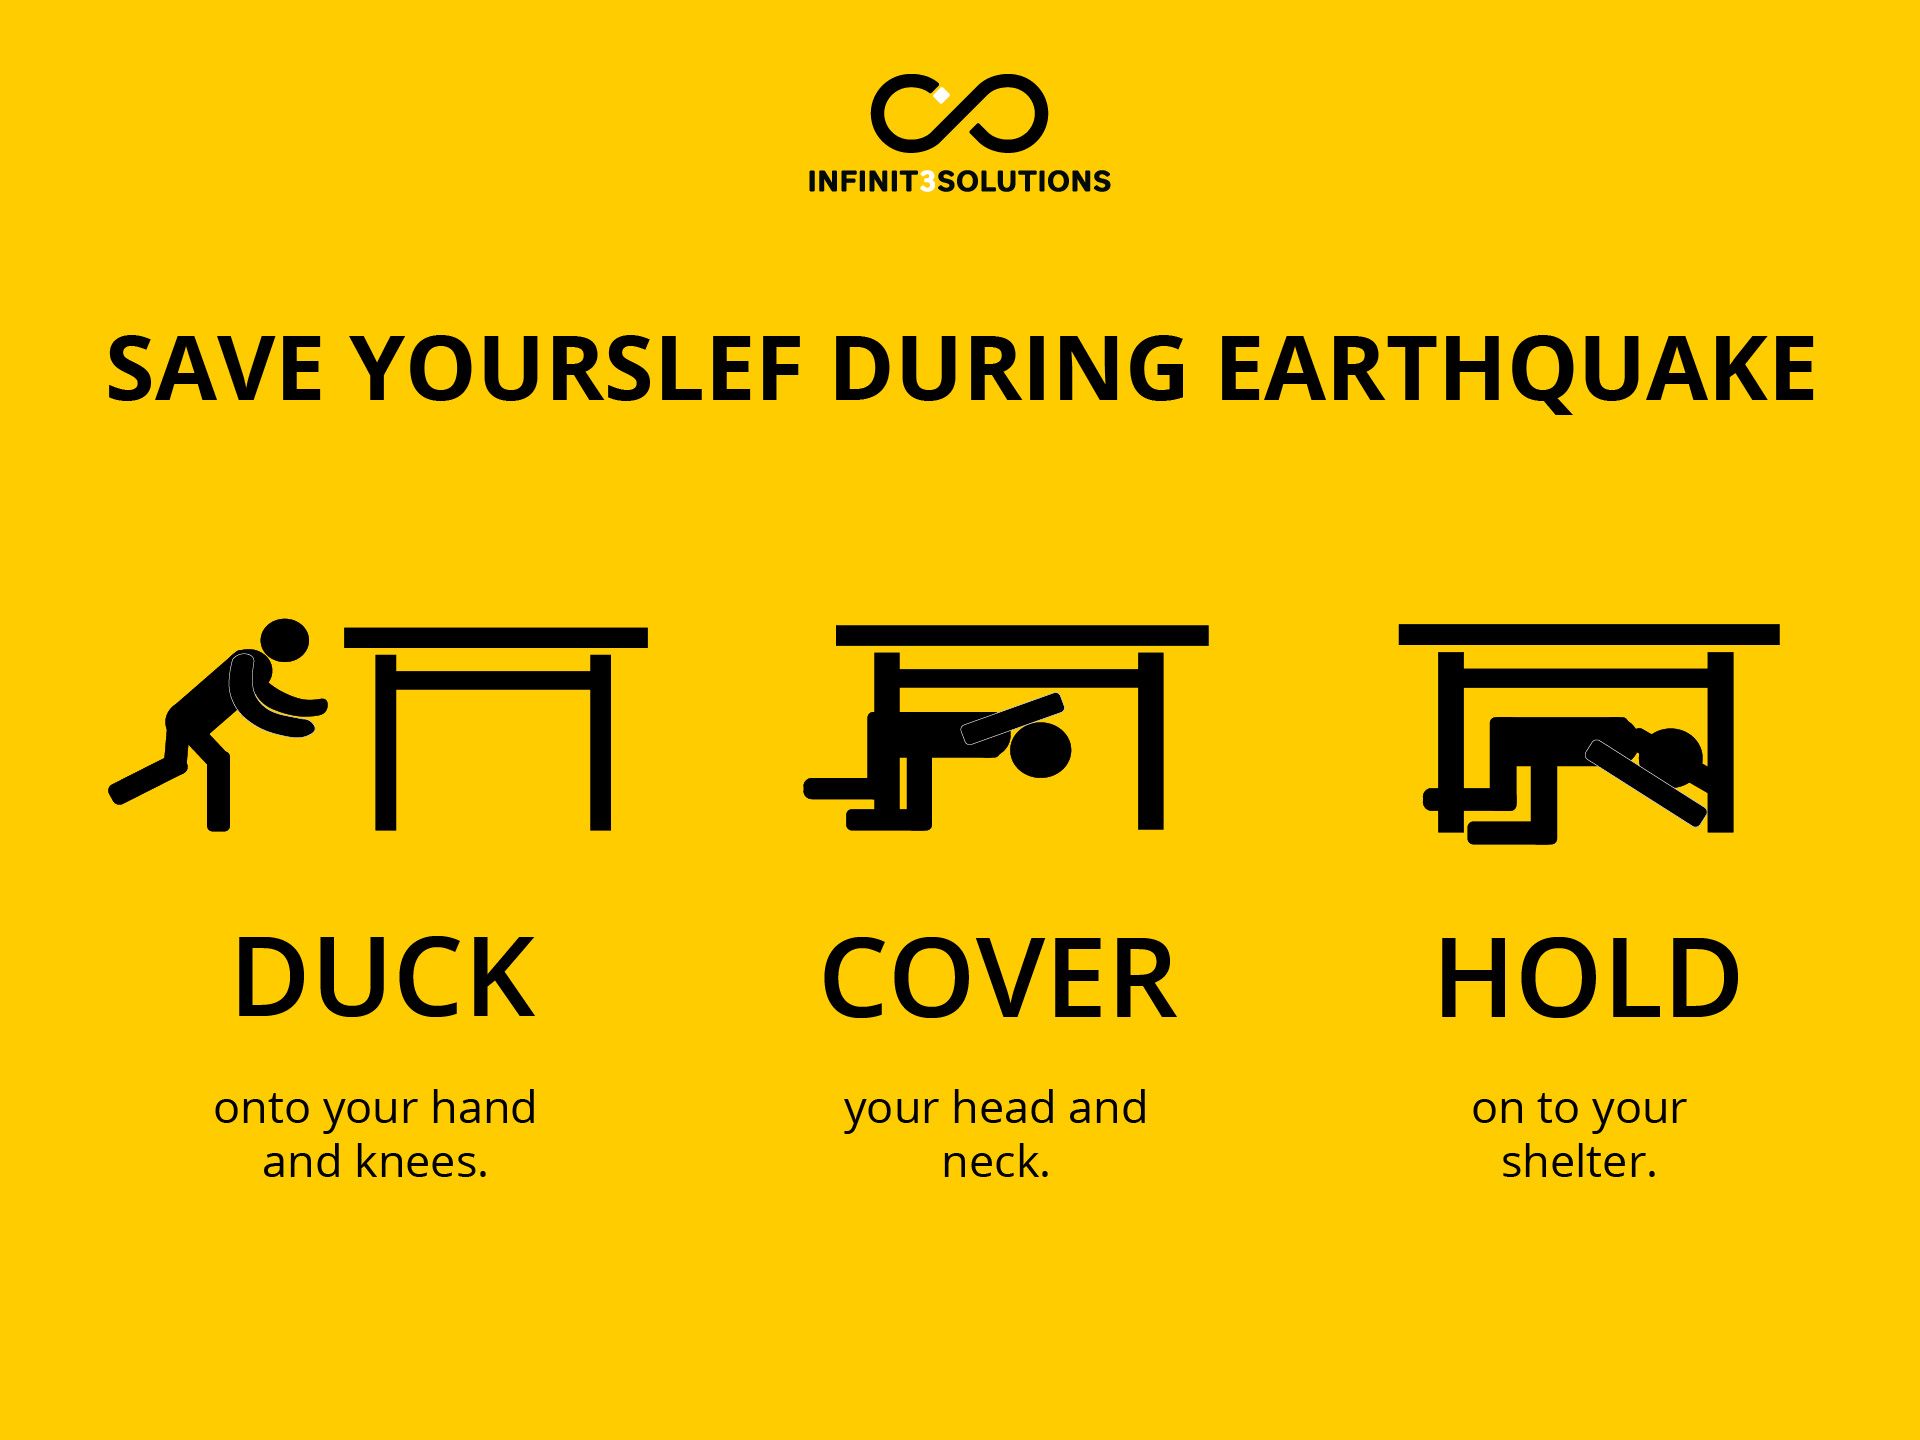 INFINIT3SOLUTIONS
SAVE YOURSLEF DURING EARTHQUAKE
DUCK
onto your hand
and knees.
COVER
your head and
neck.
HOLD
on to your
shelter.